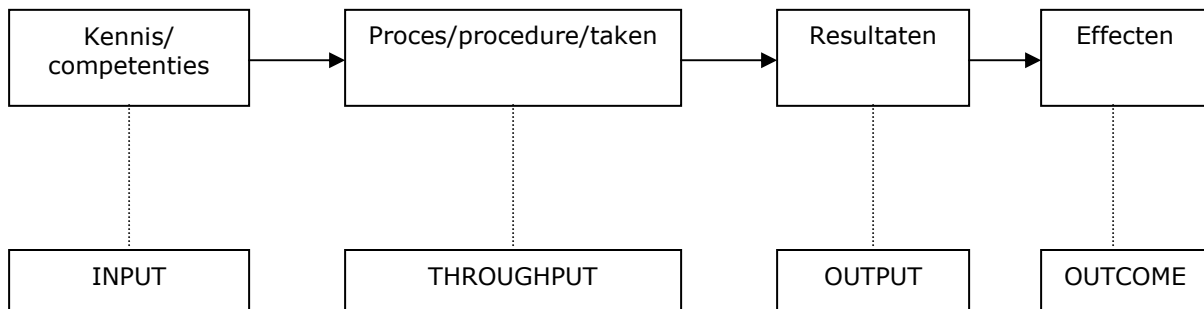 Kennis/
competenties
Proces/procedure/taken
Resultaten
Effecten
INPUT
THROUGHPUT
OUTPUT
OUTCOME